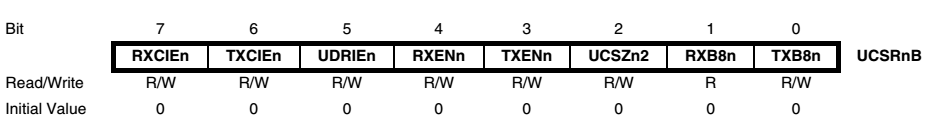 Bit 7 6 5 4 3 2 1 0
RXCIEn TXCIEn UDRIEn RXENn TXENn UCSZn2 RXB8n TXB8n UCSRnB
Read/Write R/W R/W R/W R/W R/W R/W R R/W
Initial Value 0 0 0 0 0 0 0 0